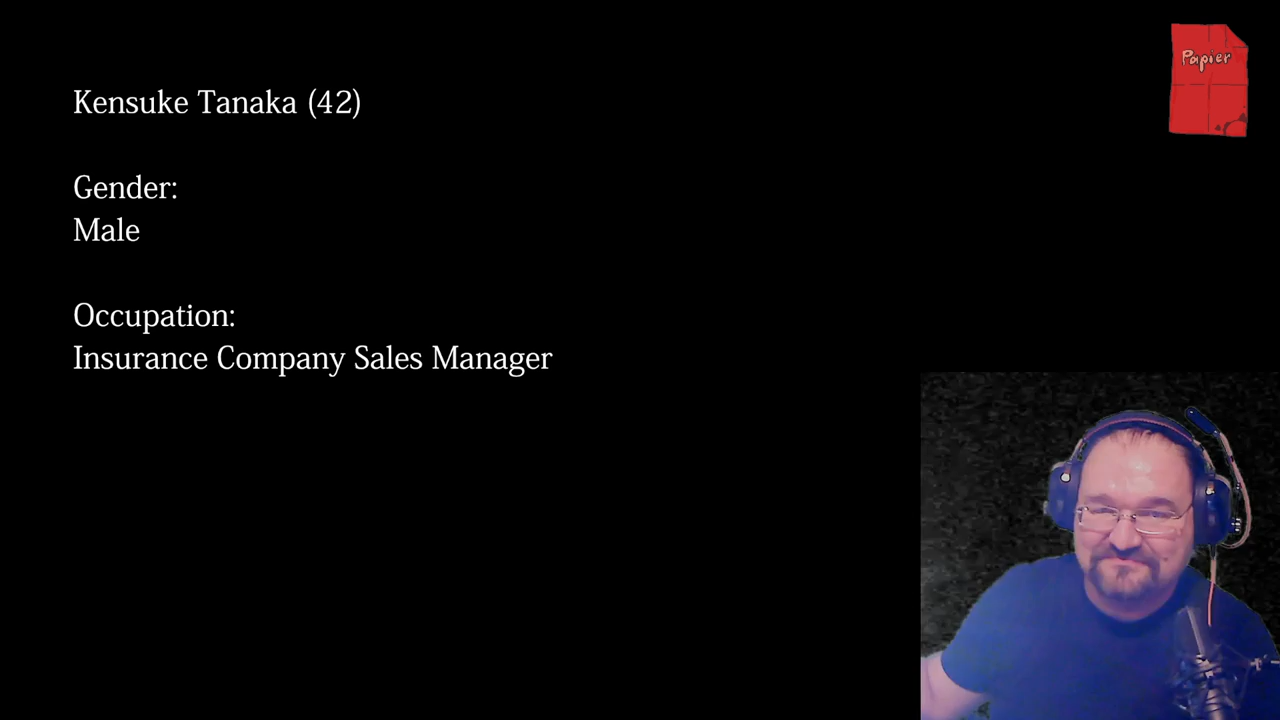 Papier
Kensuke Tanaka (42)
Gender:
Male
Occupation:
Insurance Company Sales Manager